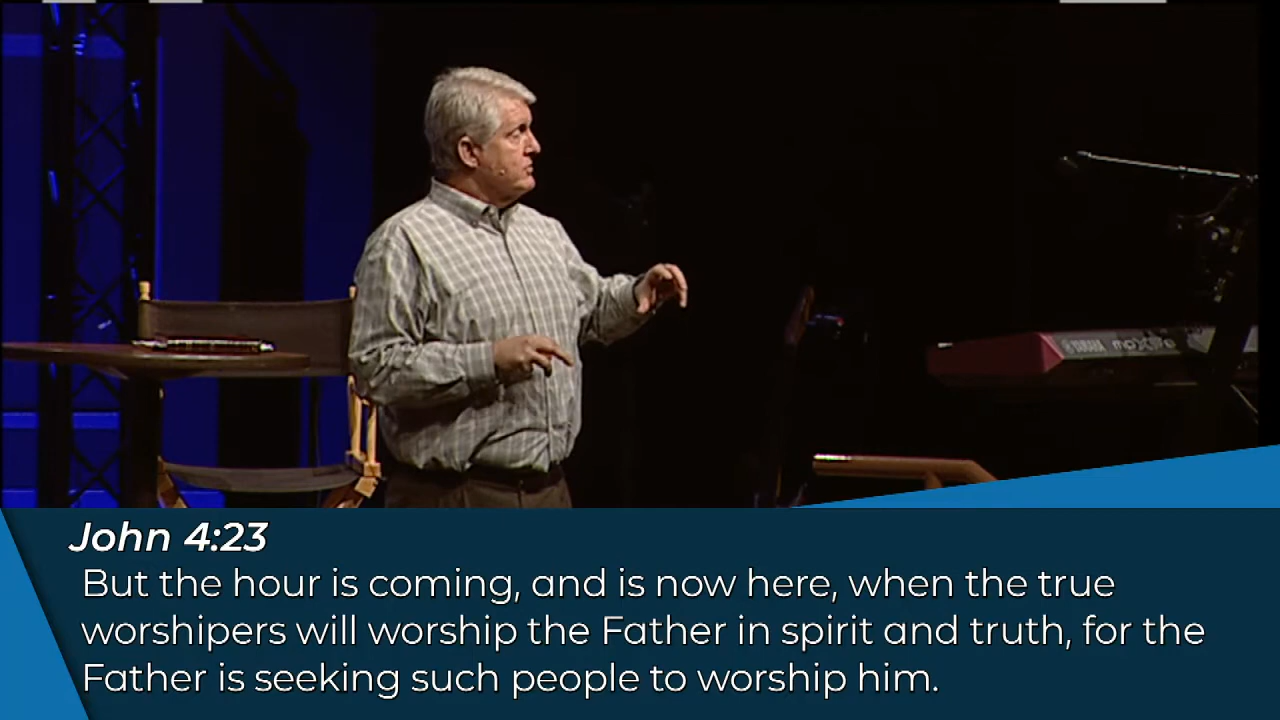 YAMAHA
John 4:23
But the hour is coming, and is now here, when the true
worshipers will worship the Father in spirit and truth, for the
Father is seeking such people to worship him.